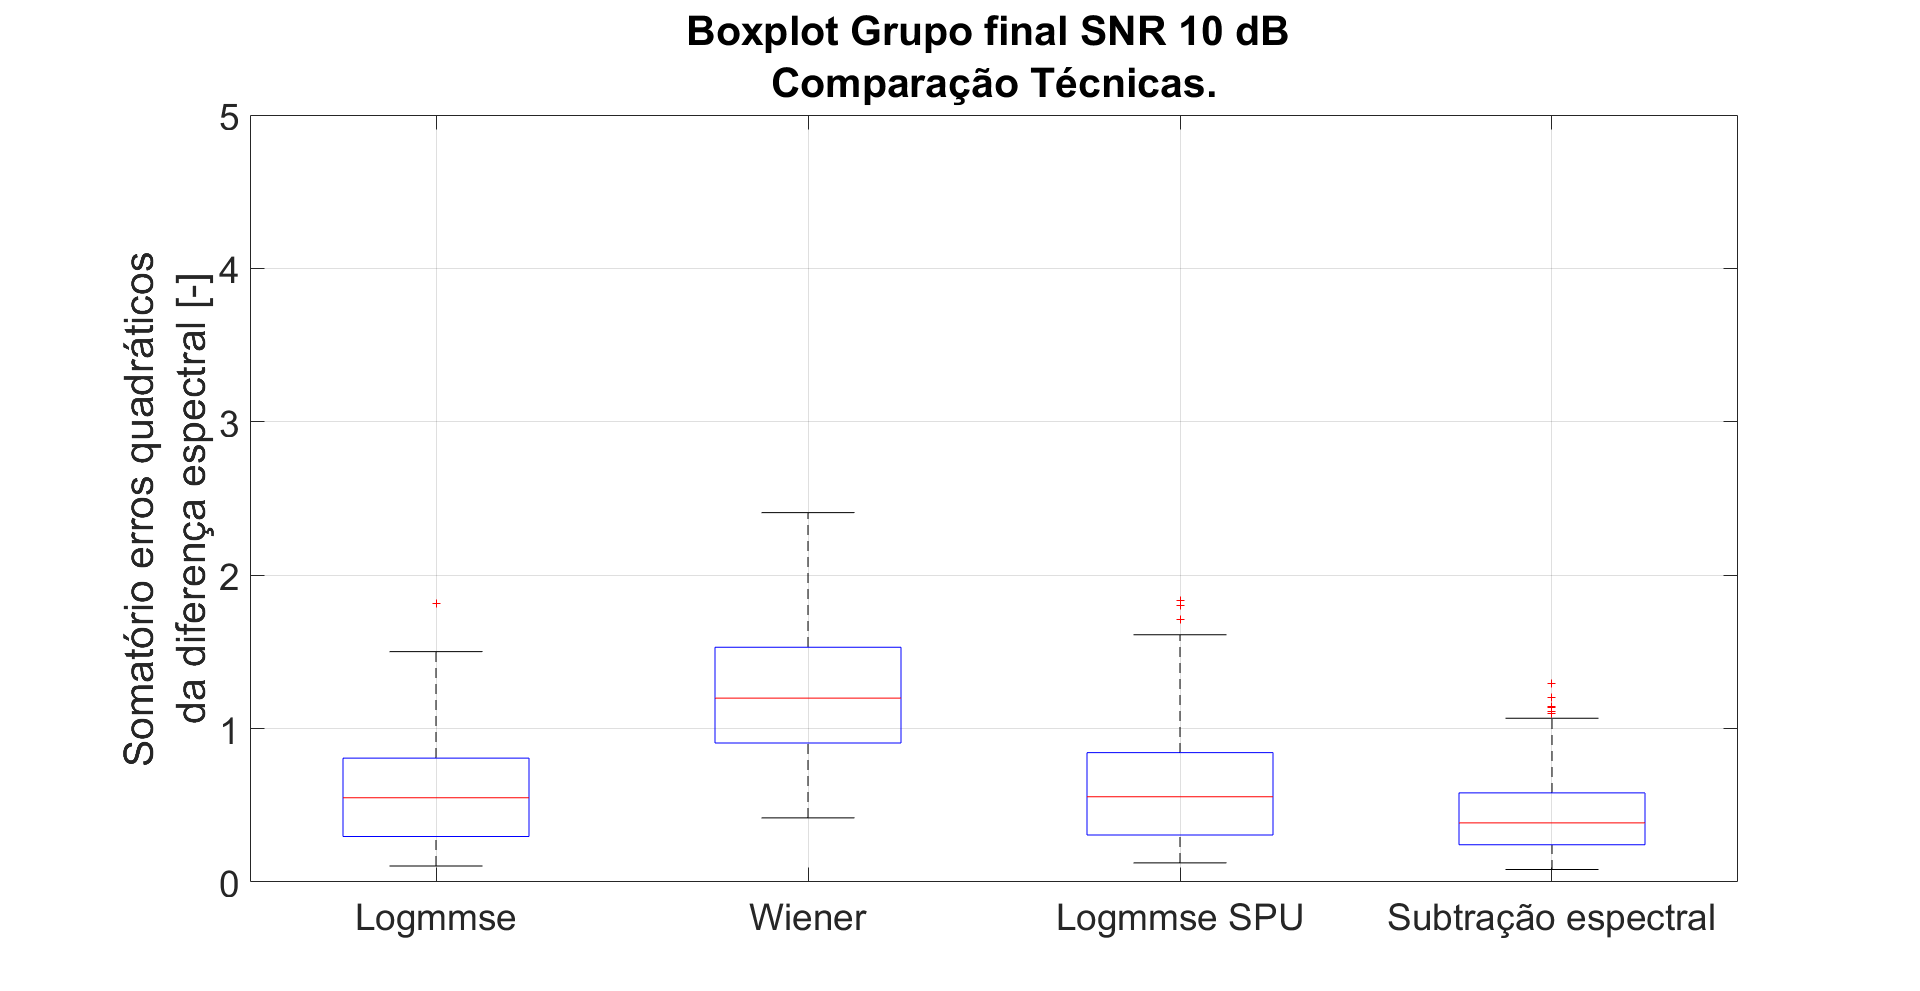 Boxplot Grupo final SNR 10 dB
Comparação Técnicas.
Somatório erros quadráticos
da diferença espectral [-]
5
4
3
2
1
0
Logmmse
Wiener
Logmmse SPU
Subtração espectral